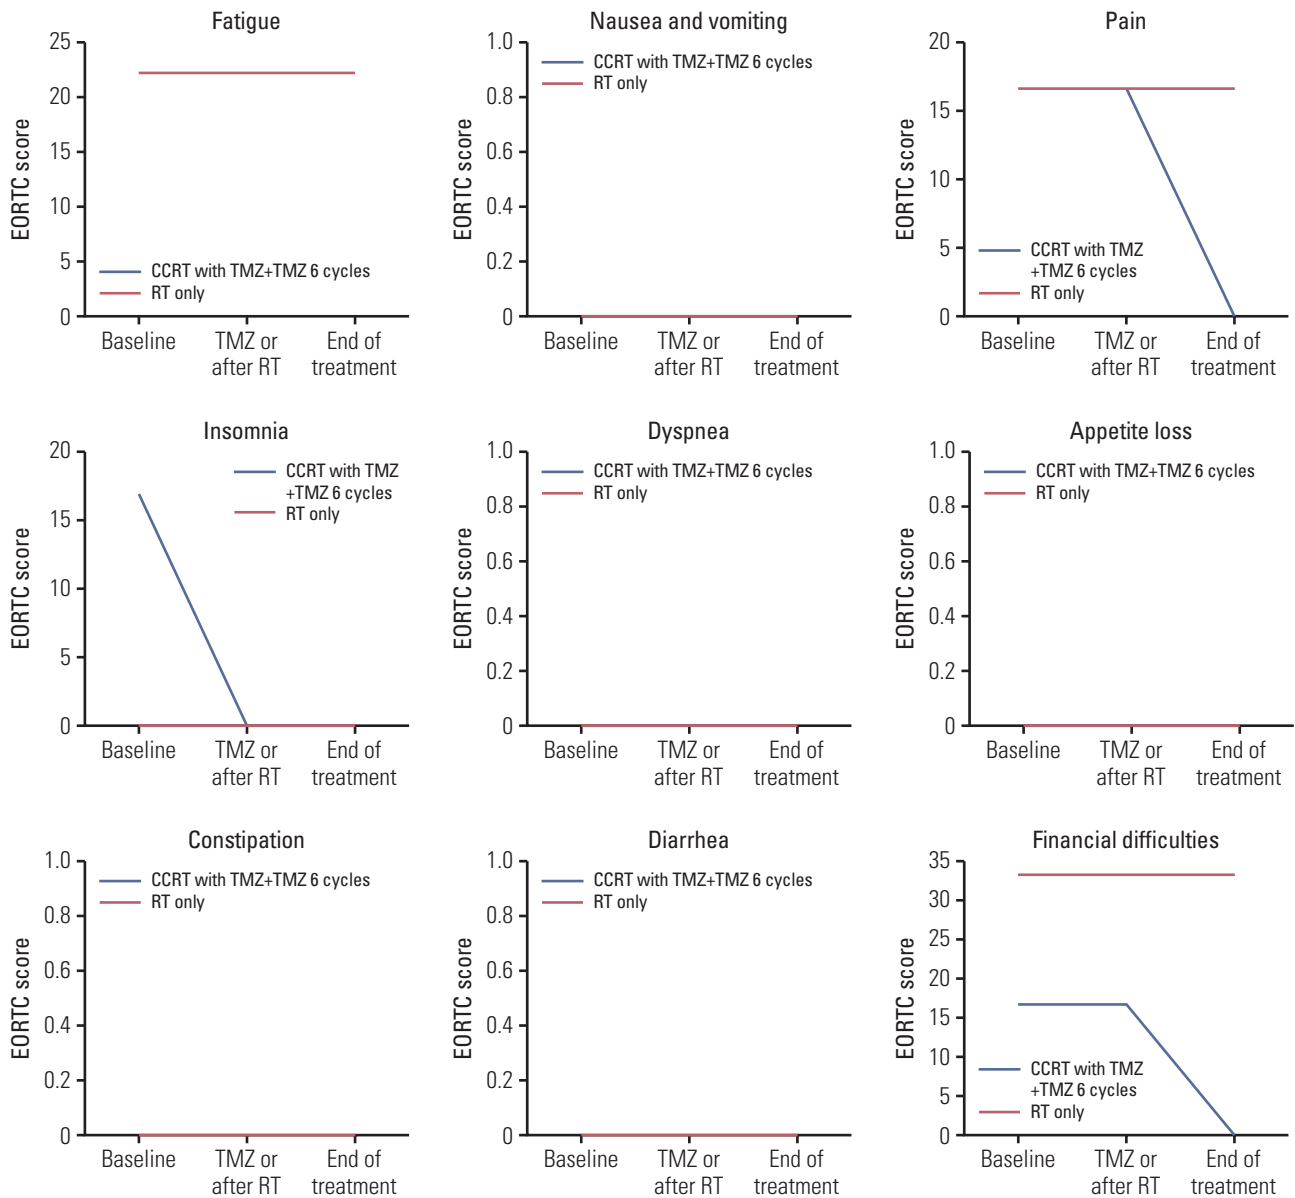 Fatigue
25
20
15
10
5
0
EORTC score
CCRT with TMZ+TMZ 6 cycles
RT only
Baseline
TMZ or
after RT
End of
treatment
Nausea and vomiting
1.0
0.8
0.6
0.4
0.2
0
EORTC score
CCRT with TMZ+TMZ 6 cycles
RT only
Baseline
TMZ or
after RT
End of
treatment
Pain
20
15
10
5
0
EORTC score
CCRT with TMZ
+TMZ 6 cycles
RT only
Baseline
TMZ or
after RT
End of
treatment
Insomnia
20
15
10
5
0
EORTC score
CCRT with TMZ
+TMZ 6 cycles
RT only
Baseline
TMZ or
after RT
End of
treatment
Dyspnea
1.0
0.8
0.6
0.4
0.2
0
EORTC score
CCRT with TMZ+TMZ 6 cycles
RT only
Baseline
TMZ or
after RT
End of
treatment
Appetite loss
1.0
0.8
0.6
0.4
0.2
0
EORTC score
CCRT with TMZ+TMZ 6 cycles
RT only
Baseline
TMZ or
after RT
End of
treatment
Constipation
1.0
0.8
0.6
0.4
0.2
0
EORTC score
CCRT with TMZ+TMZ 6 cycles
RT only
Baseline
TMZ or
after RT
End of
treatment
Diarrhea
1.0
0.8
0.6
0.4
0.2
0
EORTC score
CCRT with TMZ+TMZ 6 cycles
RT only
Baseline
TMZ or
after RT
End of
treatment
Financial difficulties
35
30
25
20
15
10
5
0
EORTC score
CCRT with TMZ
+TMZ 6 cycles
RT only
Baseline
TMZ or
after RT
End of
treatment